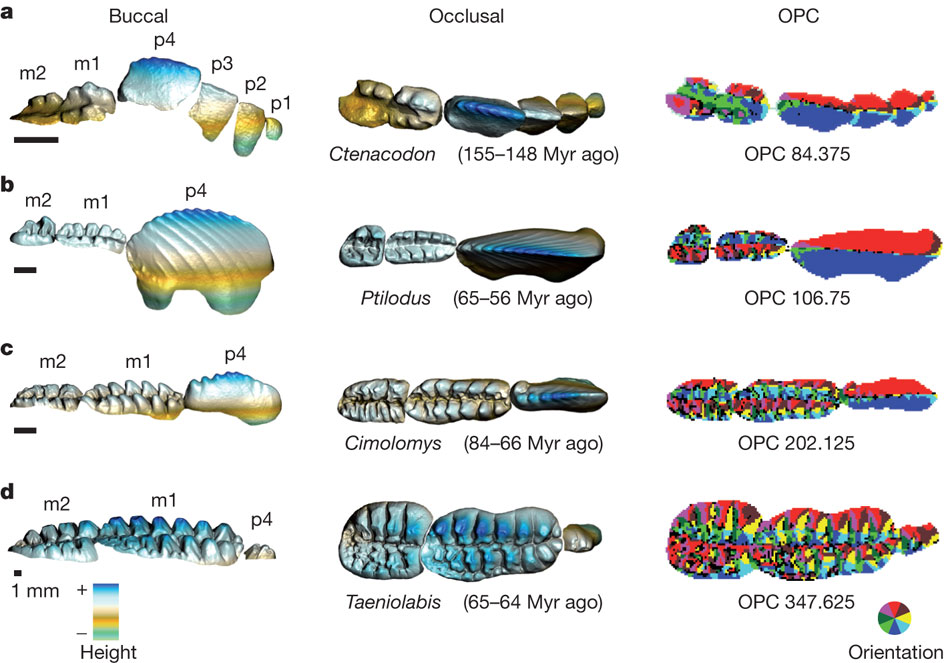 Buccal Occlusal OPC
a
p4
m2 m1 p3 p2 p1
Ctenacodon (155–148 Myr ago)
OPC 84.375
b
m2 m1 p4
Ptilodus (65–56 Myr ago)
OPC 106.75
c
m2 m1 p4
Cimolomys (84–66 Myr ago)
OPC 202.125
d
m2 m1 p4
1 mm
+
–
Height
Taeniolabis (65–64 Myr ago)
OPC 347.625
Orientation